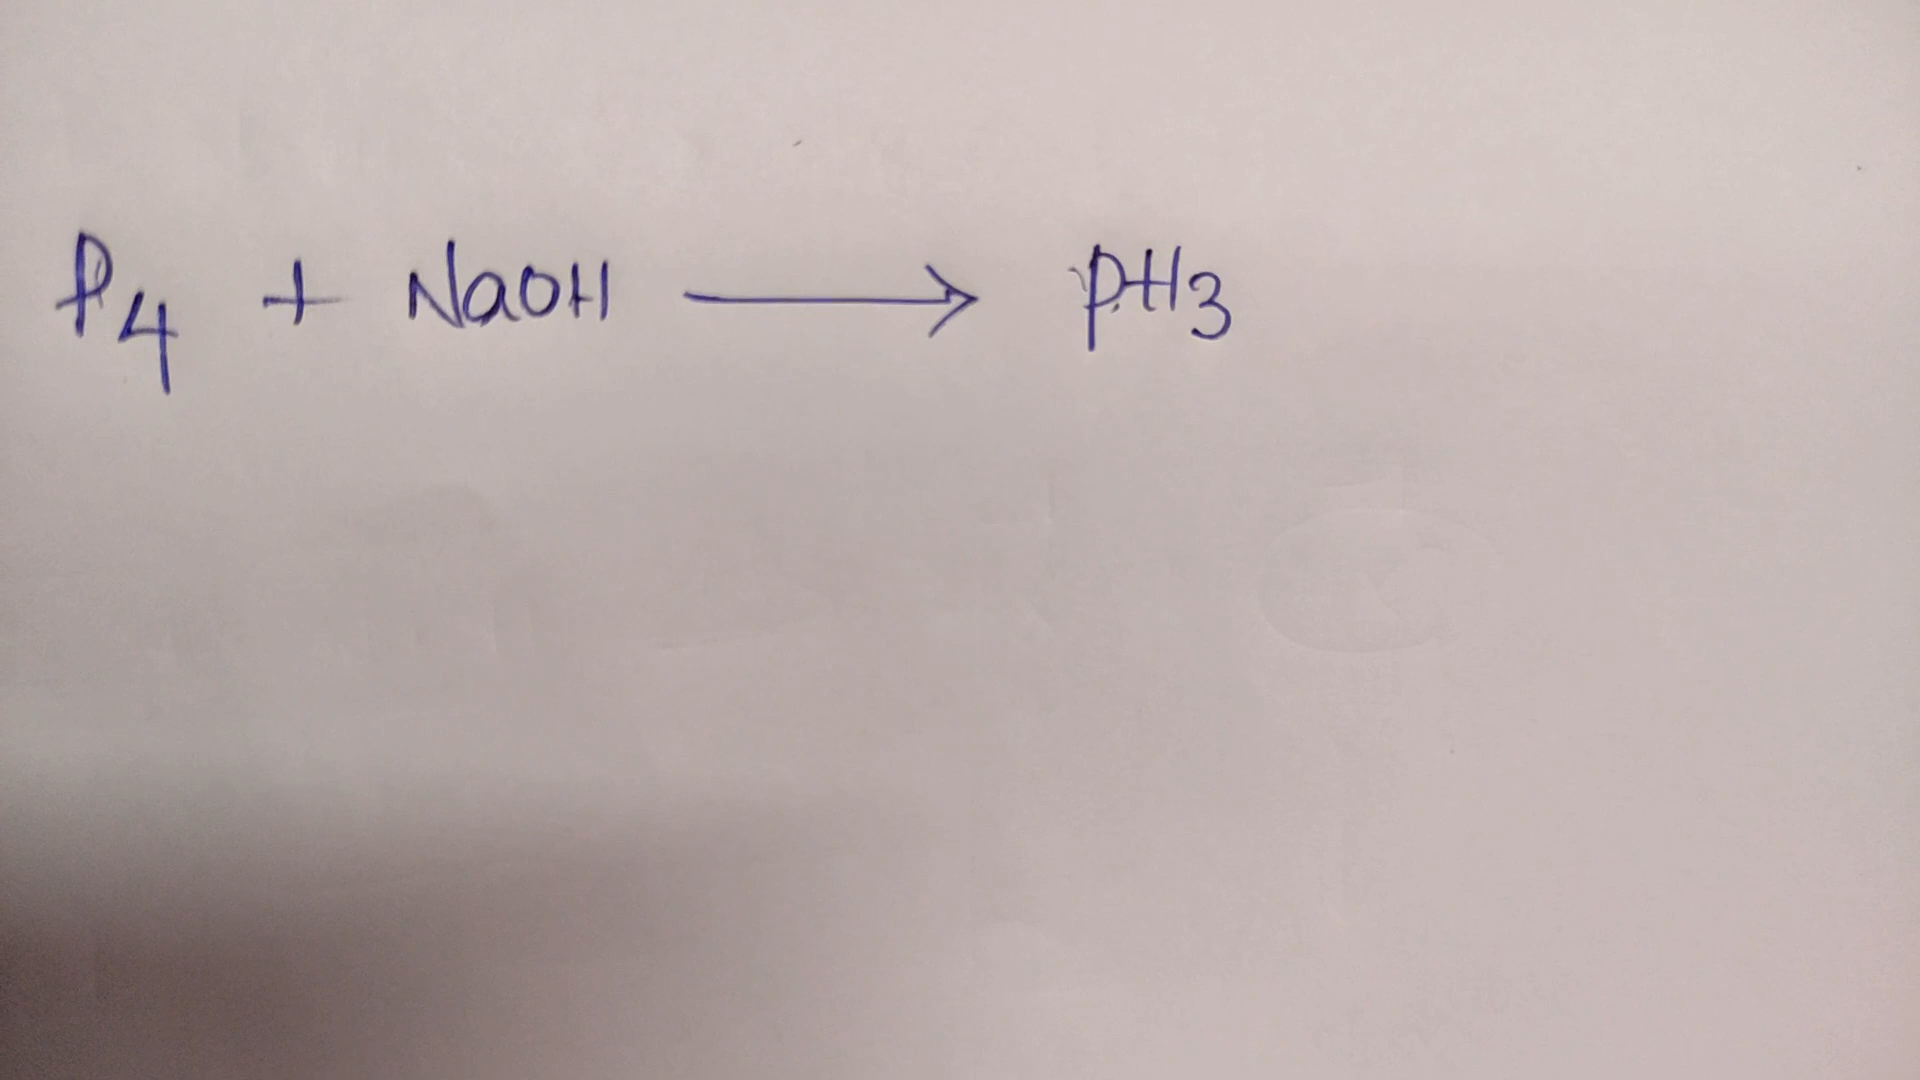 P₄ + NaOH ⟶ PH₃